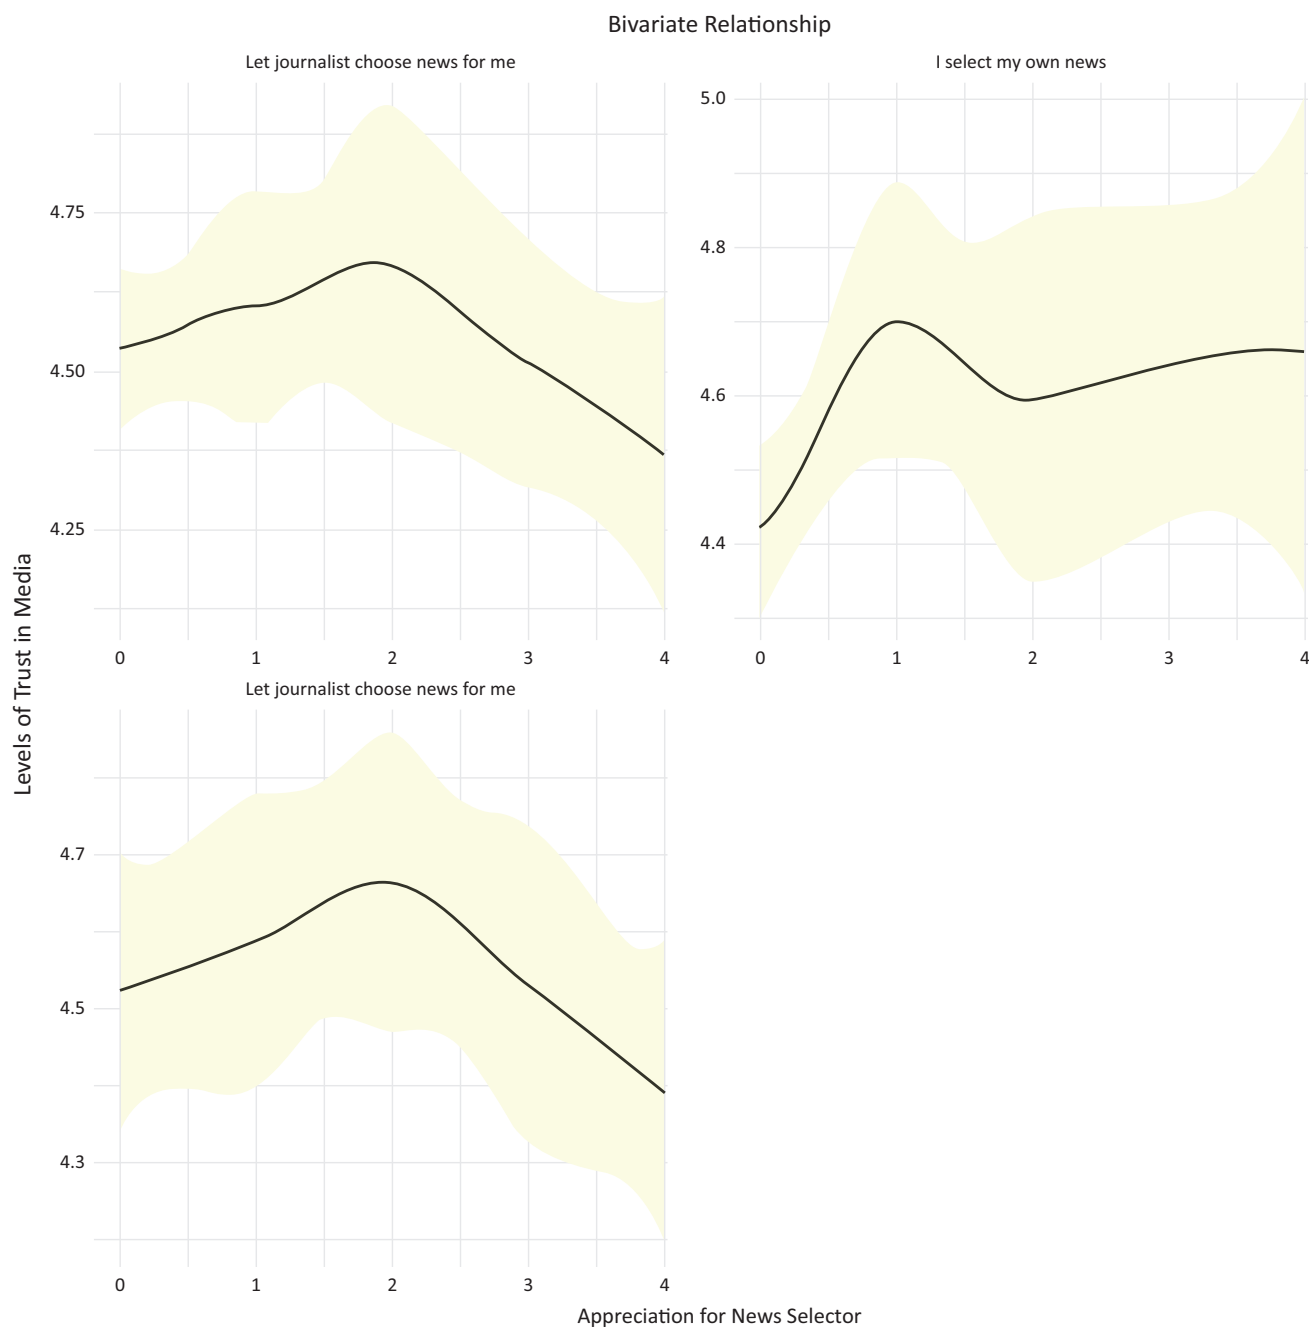 Bivariate Relationship
Let journalist choose news for me
4.75
4.50
4.25
0 1 2 3 4
I select my own news
5.0
4.8
4.6
4.4
0 1 2 3 4
Levels of Trust in Media
Let journalist choose news for me
4.7
4.5
4.3
0 1 2 3 4
Appreciation for News Selector